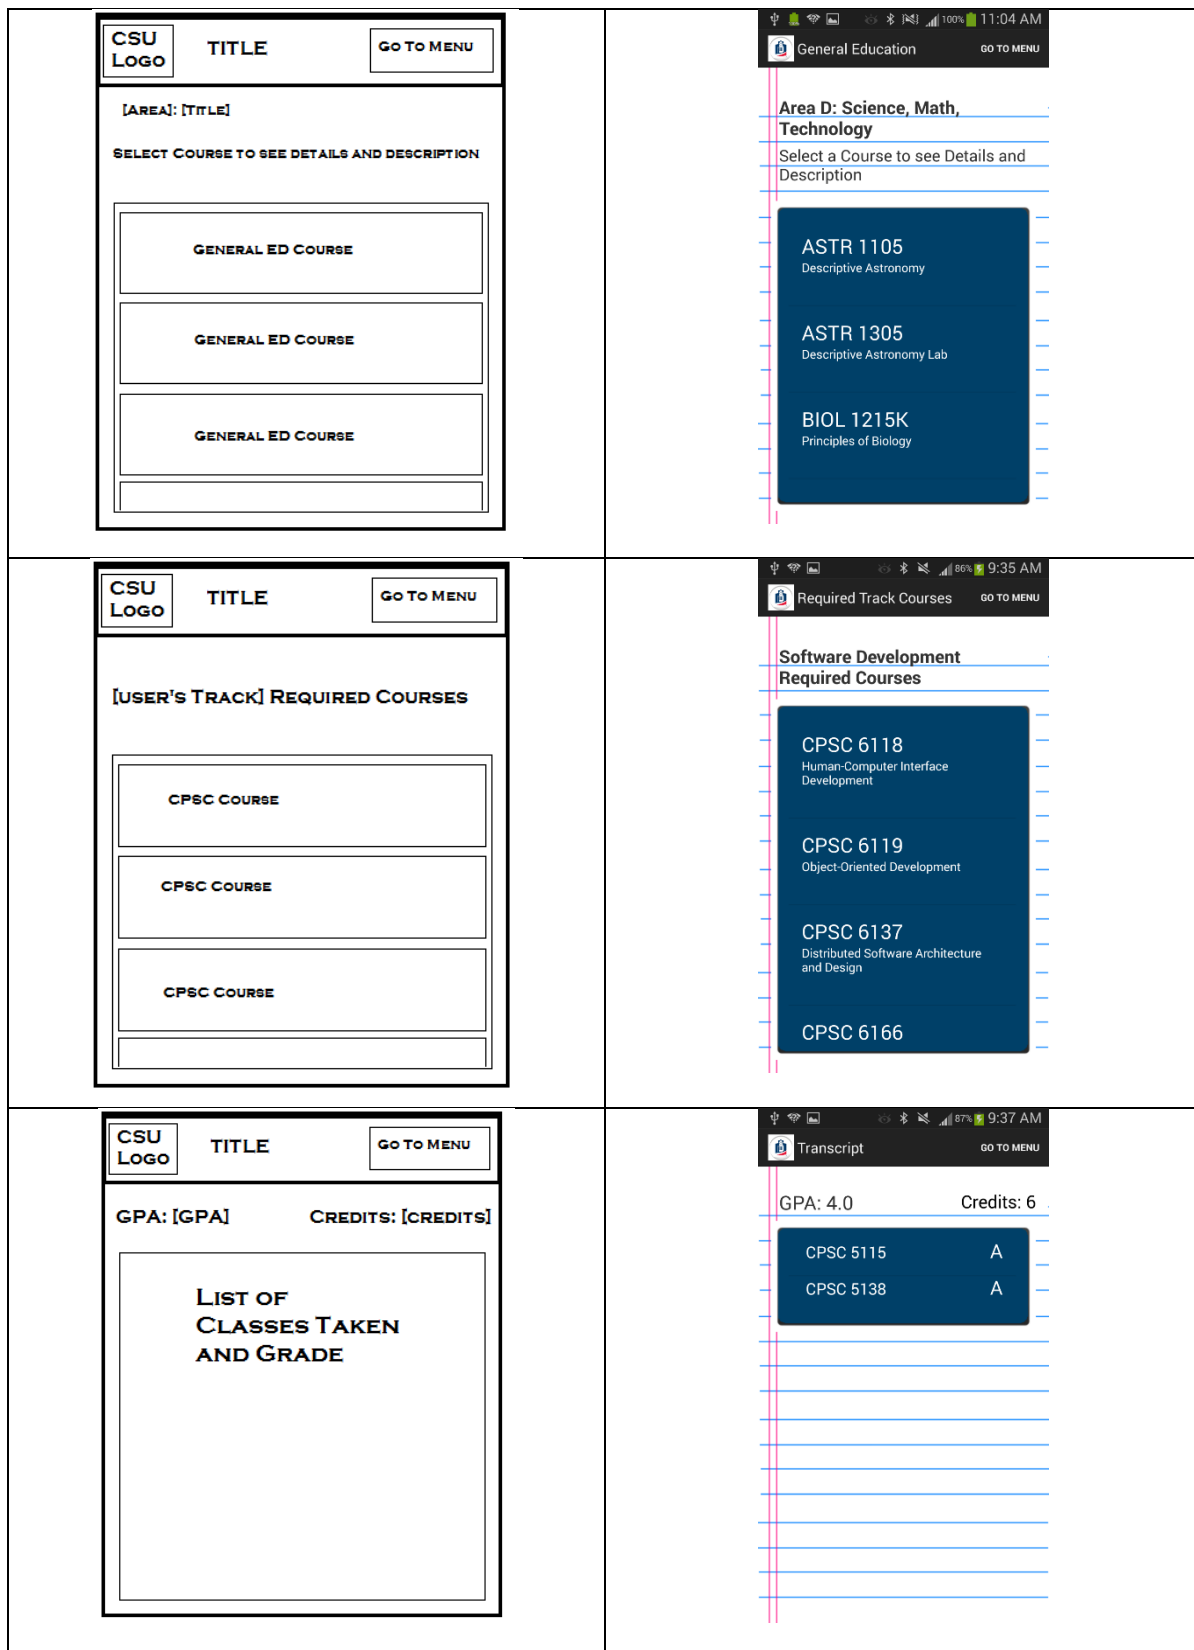 CSU
LOGO
TITLE
GO TO MENU
[AREA]: [TITLE]
SELECT COURSE TO SEE DETAILS AND DESCRIPTION
GENERAL ED COURSE
GENERAL ED COURSE
GENERAL ED COURSE
100% 11:04 AM
General Education
GO TO MENU
Area D: Science, Math,
Technology
Select a Course to see Details and
Description
ASTR 1105
Descriptive Astronomy
ASTR 1305
Descriptive Astronomy Lab
BIOL 1215K
Principles of Biology
CSU
LOGO
TITLE
GO TO MENU
[USER'S TRACK] REQUIRED COURSES
CPSC COURSE
CPSC COURSE
CPSC COURSE
86% 9:35 AM
Required Track Courses
GO TO MENU
Software Development
Required Courses
CPSC 6118
Human-Computer Interface
Development
CPSC 6119
Object-Oriented Development
CPSC 6137
Distributed Software Architecture
and Design
CPSC 6166
CSU
LOGO
TITLE
GO TO MENU
GPA: [GPA]
CREDITS: [CREDITS]
LIST OF
CLASSES TAKEN
AND GRADE
87% 9:37 AM
Transcript
GO TO MENU
GPA: 4.0
Credits: 6
CPSC 5115 A
CPSC 5138 A